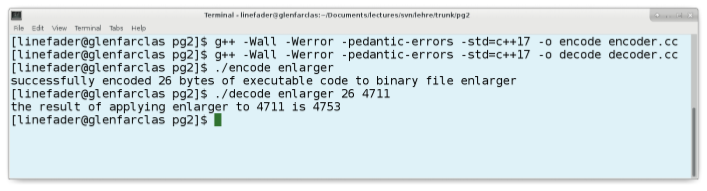 Terminal - linefader@glenfarclas:~/Documents/lectures/svn/lehre/trunk/pg2
File Edit View Terminal Tabs Help
[linefader@glenfarclas pg2]$ g++ -Wall -Werror -pedantic-errors -std=c++17 -o encode encoder.cc
[linefader@glenfarclas pg2]$ g++ -Wall -Werror -pedantic-errors -std=c++17 -o decode decoder.cc
[linefader@glenfarclas pg2]$ ./encode enlarger
successfully encoded 26 bytes of executable code to binary file enlarger
[linefader@glenfarclas pg2]$ ./decode enlarger 26 4711
the result of applying enlarger to 4711 is 4753
[linefader@glenfarclas pg2]$